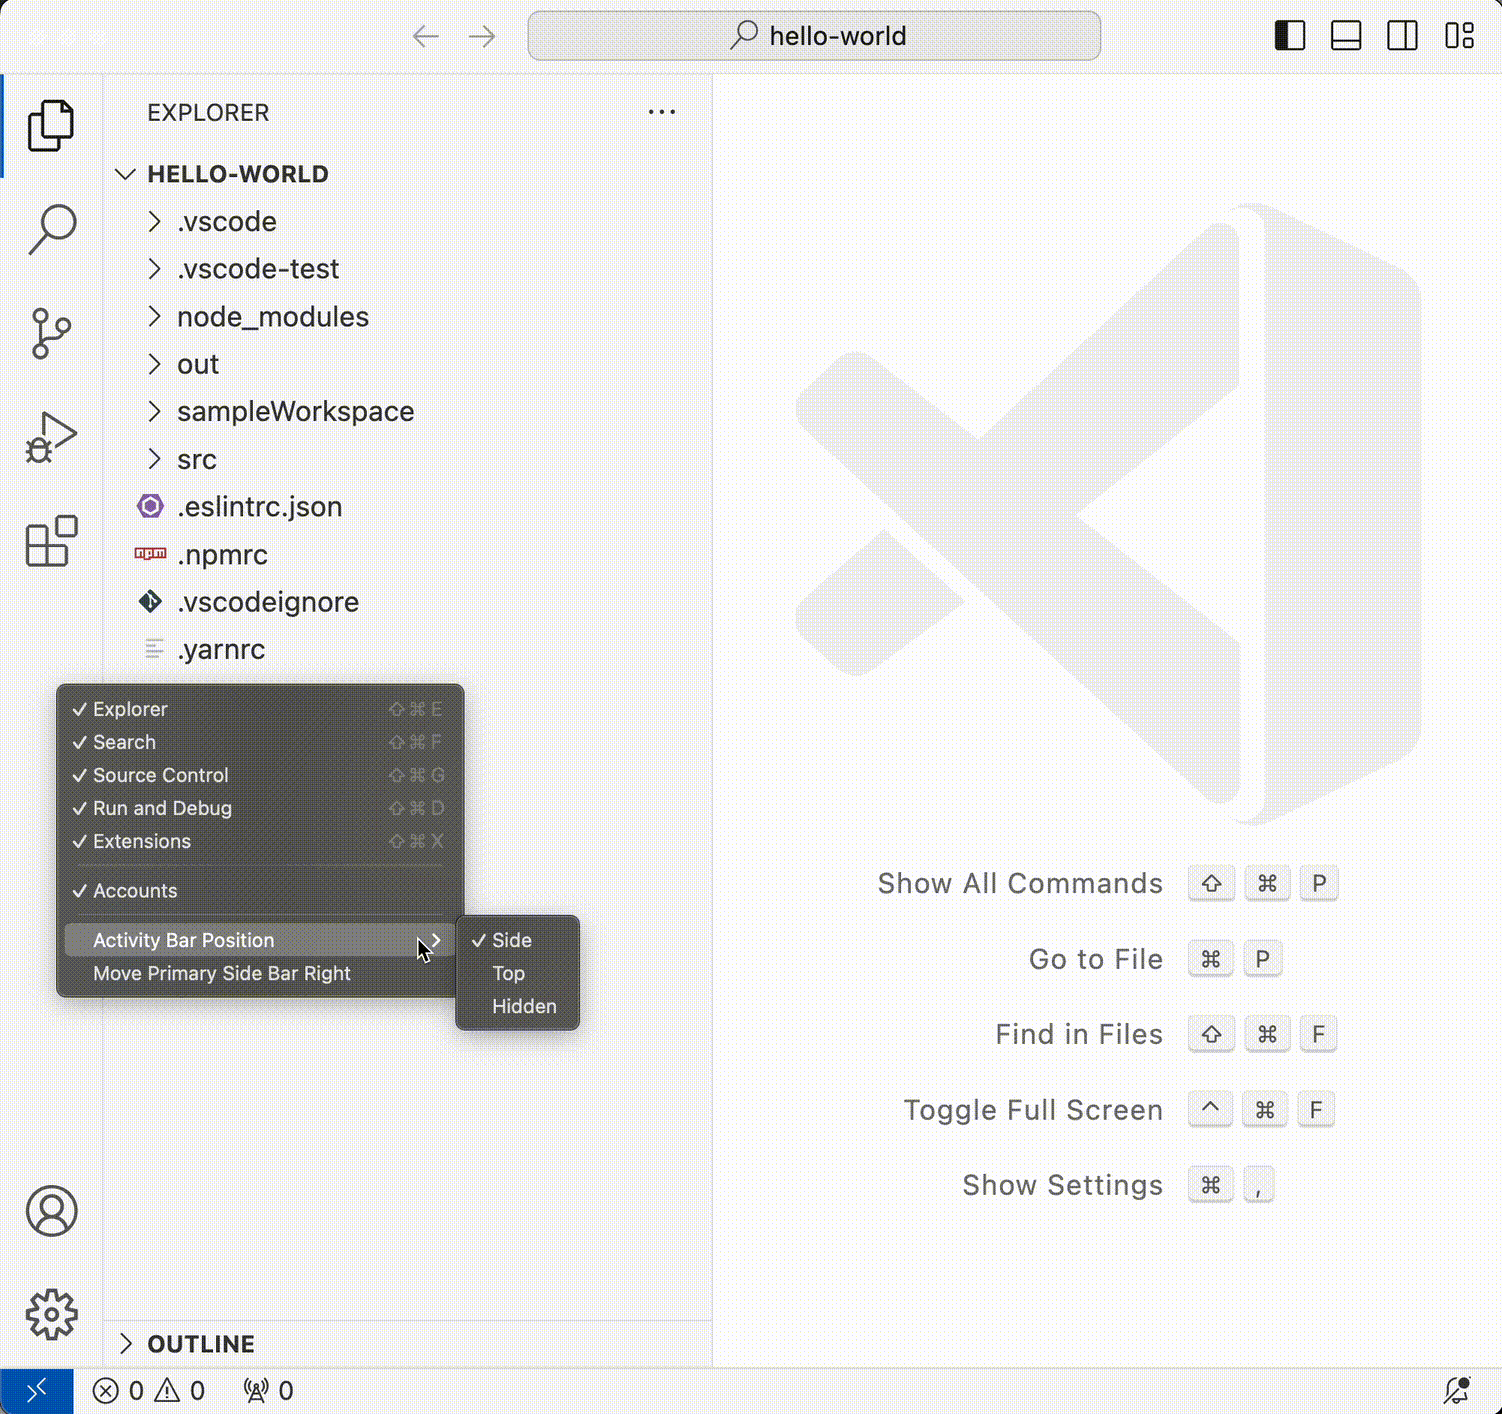 hello-world
EXPLORER
HELLO-WORLD
.vscode
.vscode-test
node_modules
out
sampleWorkspace
src
.eslintrc.json
npm .npmrc
.vscodeignore
.yarnrc
✓ Explorer ⇧⌘E
✓ Search ⇧⌘F
✓ Source Control ⇧⌘G
✓ Run and Debug ⇧⌘D
✓ Extensions ⇧⌘X
✓ Accounts
Activity Bar Position
Move Primary Side Bar Right
✓ Side
Top
Hidden
Show All Commands ⇧ ⌘ P
Go to File ⌘ P
Find in Files ⇧ ⌘ F
Toggle Full Screen ^ ⌘ F
Show Settings ⌘ ,
OUTLINE
0 0 0